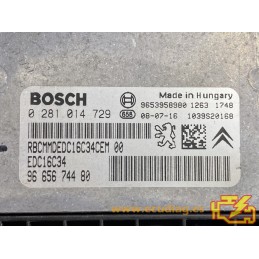 BOSCH
Made in Hungary
9653958980 1263 1748
0 281 014 729 658 08-07-16 1039S20168
RBCMMDEDC16C34CEM 00
EDC16C34
96 656 744 80